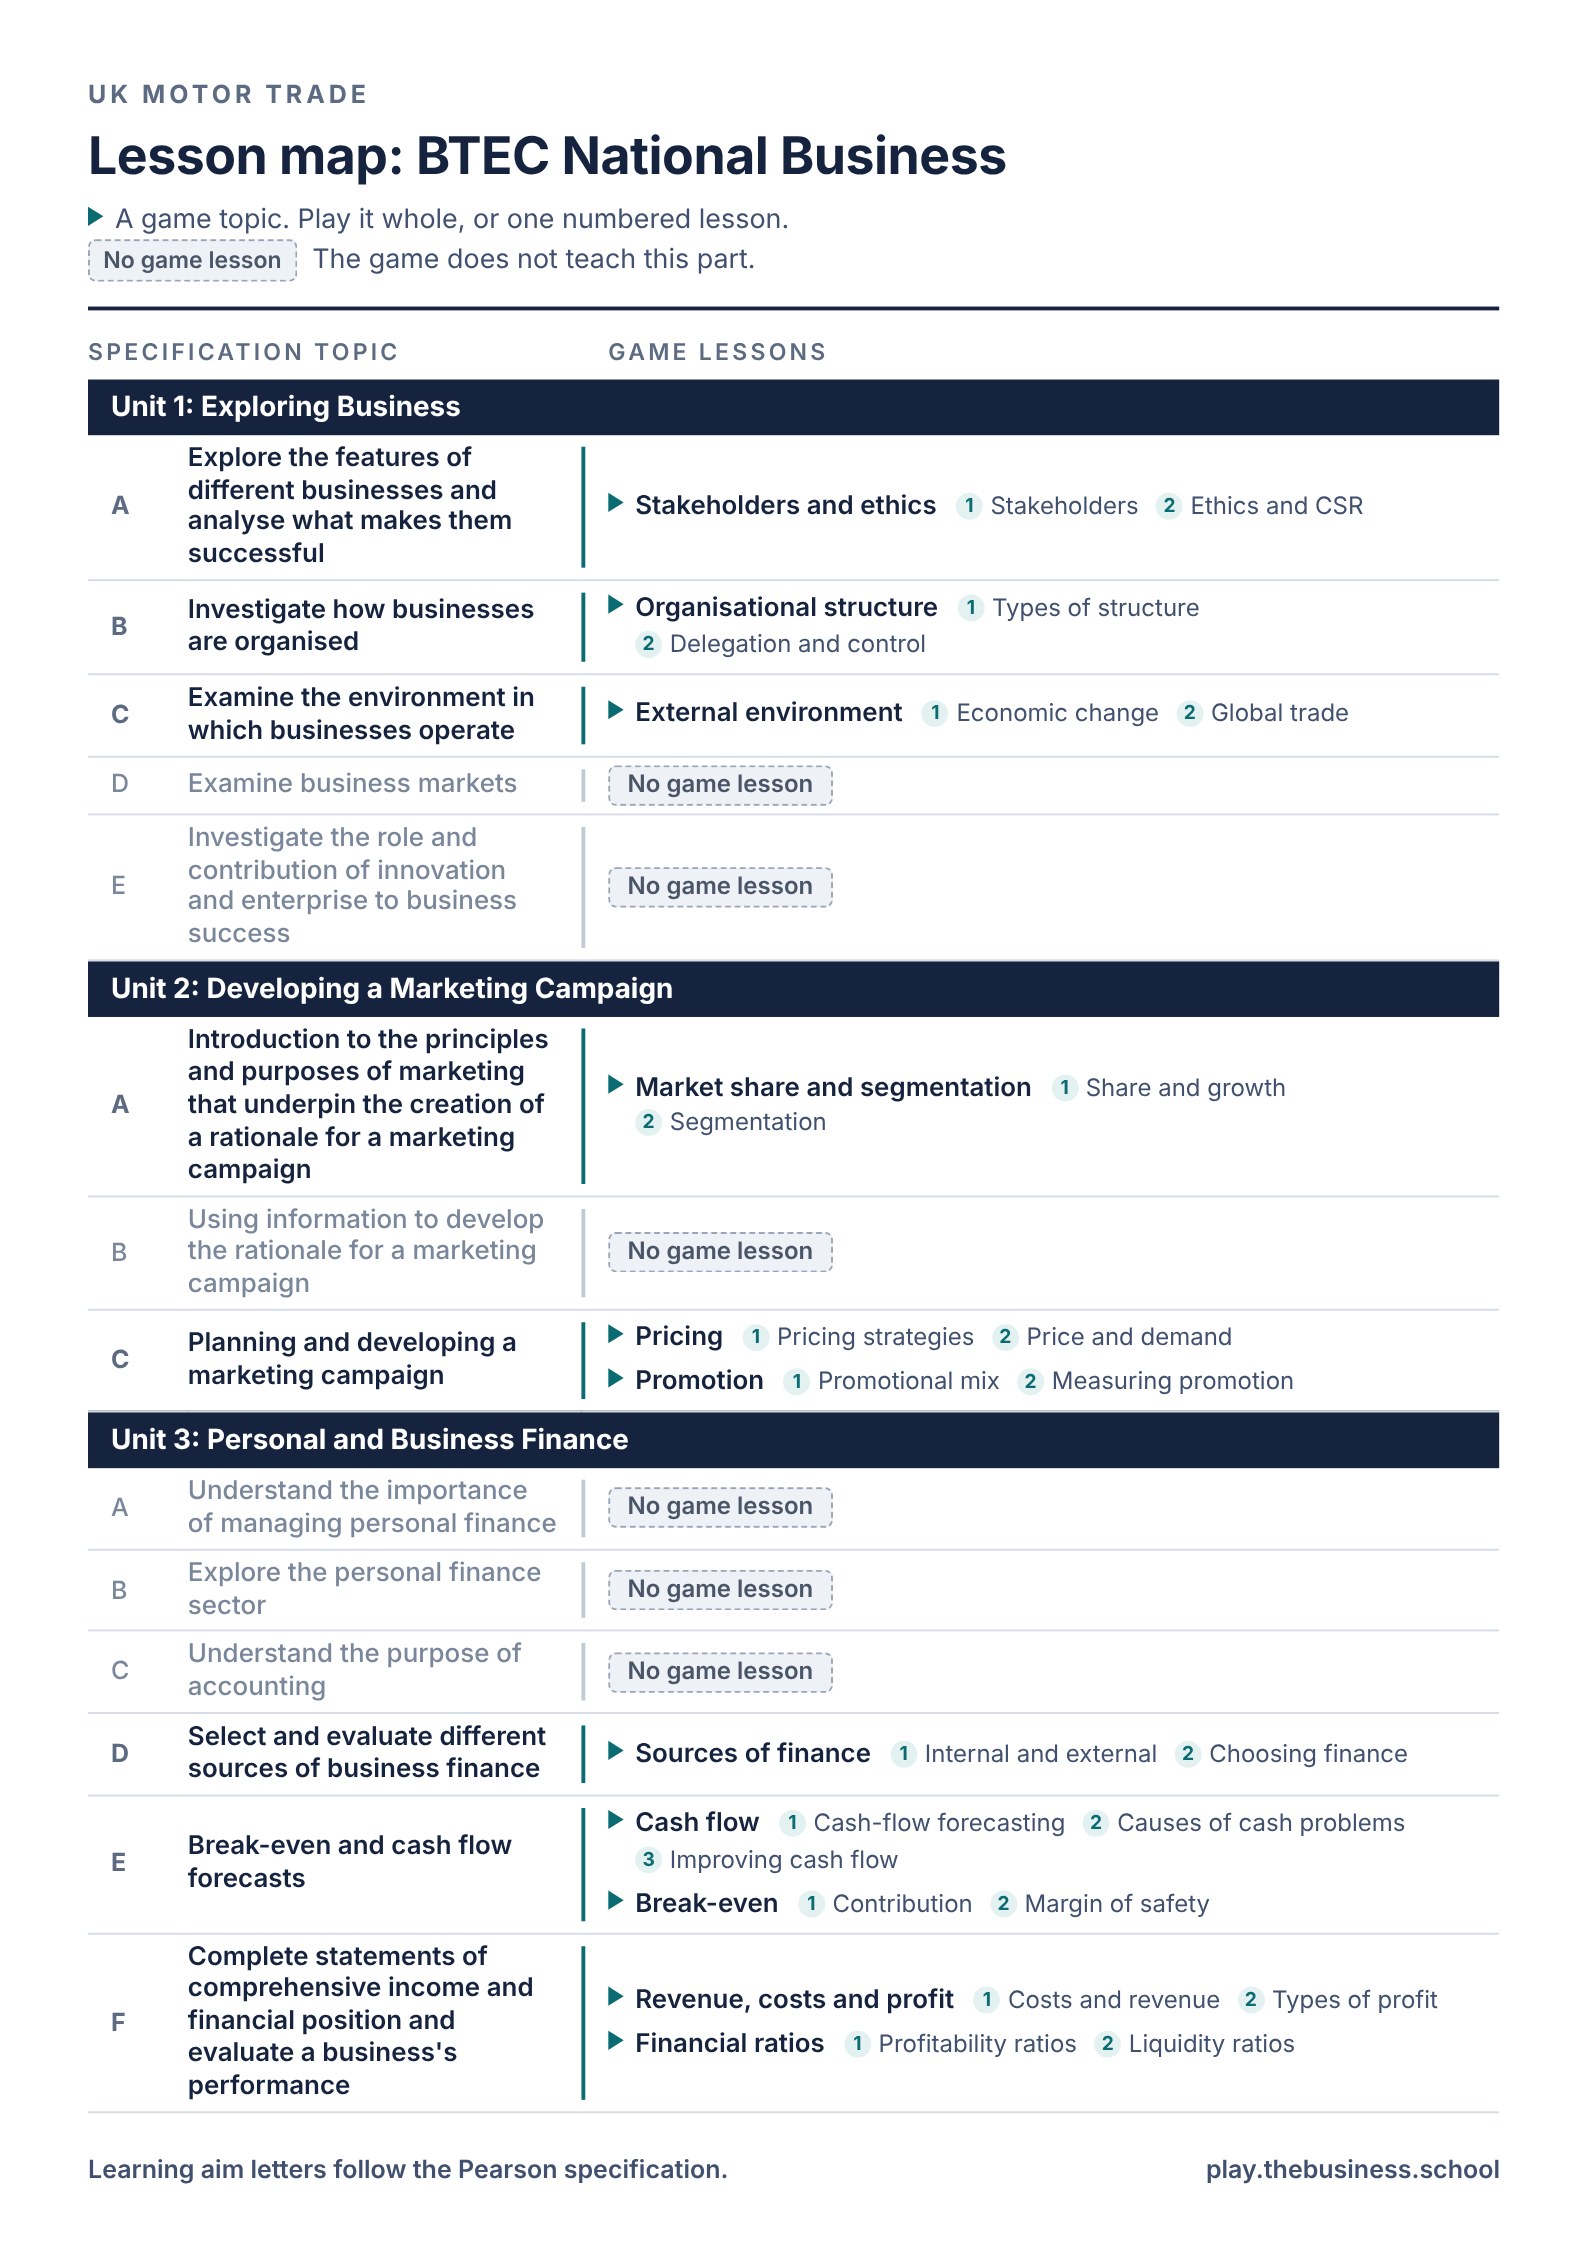 UK MOTOR TRADE
Lesson map: BTEC National Business
A game topic. Play it whole, or one numbered lesson.
No game lesson The game does not teach this part.
SPECIFICATION TOPIC GAME LESSONS
Unit 1: Exploring Business
A
Explore the features of
different businesses and
analyse what makes them
successful
Stakeholders and ethics 1 Stakeholders 2 Ethics and CSR
B
Investigate how businesses
are organised
Organisational structure 1 Types of structure
2 Delegation and control
C
Examine the environment in
which businesses operate
External environment 1 Economic change 2 Global trade
D
Examine business markets
No game lesson
E
Investigate the role and
contribution of innovation
and enterprise to business
success
No game lesson
Unit 2: Developing a Marketing Campaign
A
Introduction to the principles
and purposes of marketing
that underpin the creation of
a rationale for a marketing
campaign
Market share and segmentation 1 Share and growth
2 Segmentation
B
Using information to develop
the rationale for a marketing
campaign
No game lesson
C
Planning and developing a
marketing campaign
Pricing 1 Pricing strategies 2 Price and demand
Promotion 1 Promotional mix 2 Measuring promotion
Unit 3: Personal and Business Finance
A
Understand the importance
of managing personal finance
No game lesson
B
Explore the personal finance
sector
No game lesson
C
Understand the purpose of
accounting
No game lesson
D
Select and evaluate different
sources of business finance
Sources of finance 1 Internal and external 2 Choosing finance
E
Break-even and cash flow
forecasts
Cash flow 1 Cash-flow forecasting 2 Causes of cash problems
3 Improving cash flow
Break-even 1 Contribution 2 Margin of safety
F
Complete statements of
comprehensive income and
financial position and
evaluate a business's
performance
Revenue, costs and profit 1 Costs and revenue 2 Types of profit
Financial ratios 1 Profitability ratios 2 Liquidity ratios
Learning aim letters follow the Pearson specification. play.thebusiness.school